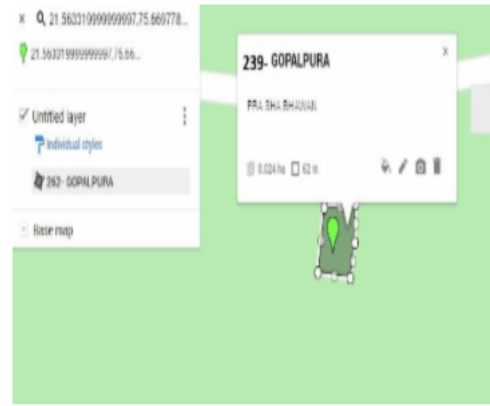 21.563319999999997,75.669778...
21.563319999999997,75.66...
Untitled layer
Individual styles
262- GOPALPURA
Base map
239- GOPALPURA
PRA SHA BHAWAN
0.024 ha 62 m